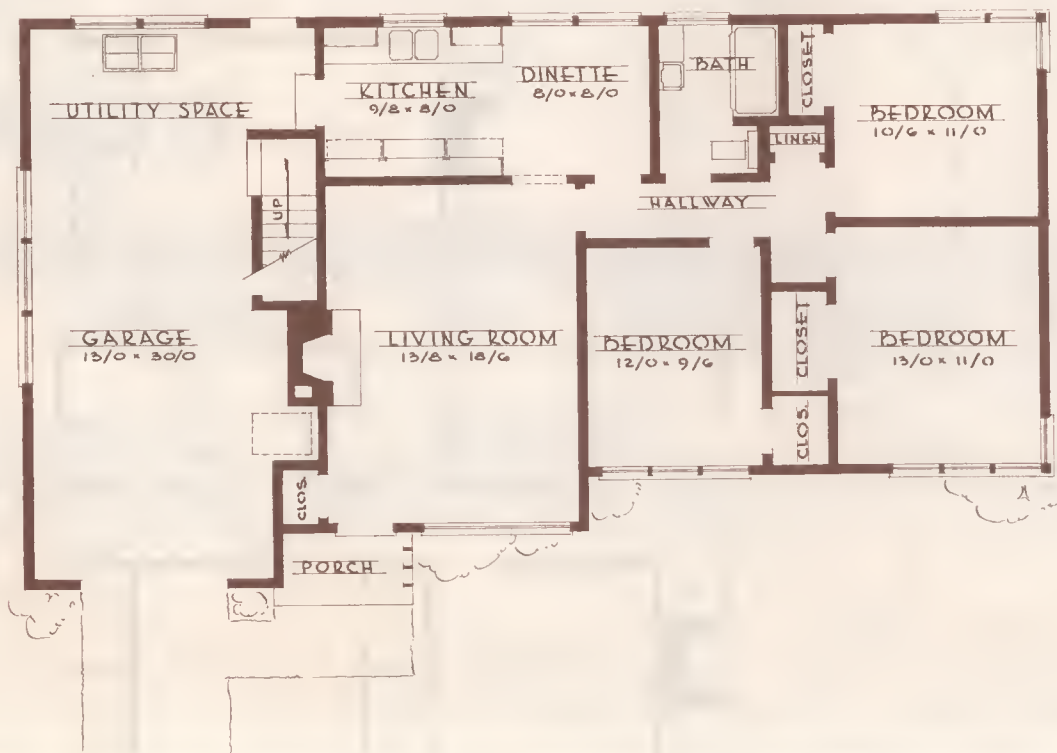 UTILITY SPACE
KITCHEN
9/8 x 8/0
DINETTE
8/0 x 8/0
BATH
CLOSET
BEDROOM
10/6 x 11/0
LINEN
UP
HALLWAY
GARAGE
13/0 x 30/0
LIVING ROOM
13/8 x 18/6
BEDROOM
12/0 x 9/6
CLOSET
BEDROOM
13/0 x 11/0
CLOS.
CLOS.
PORCH